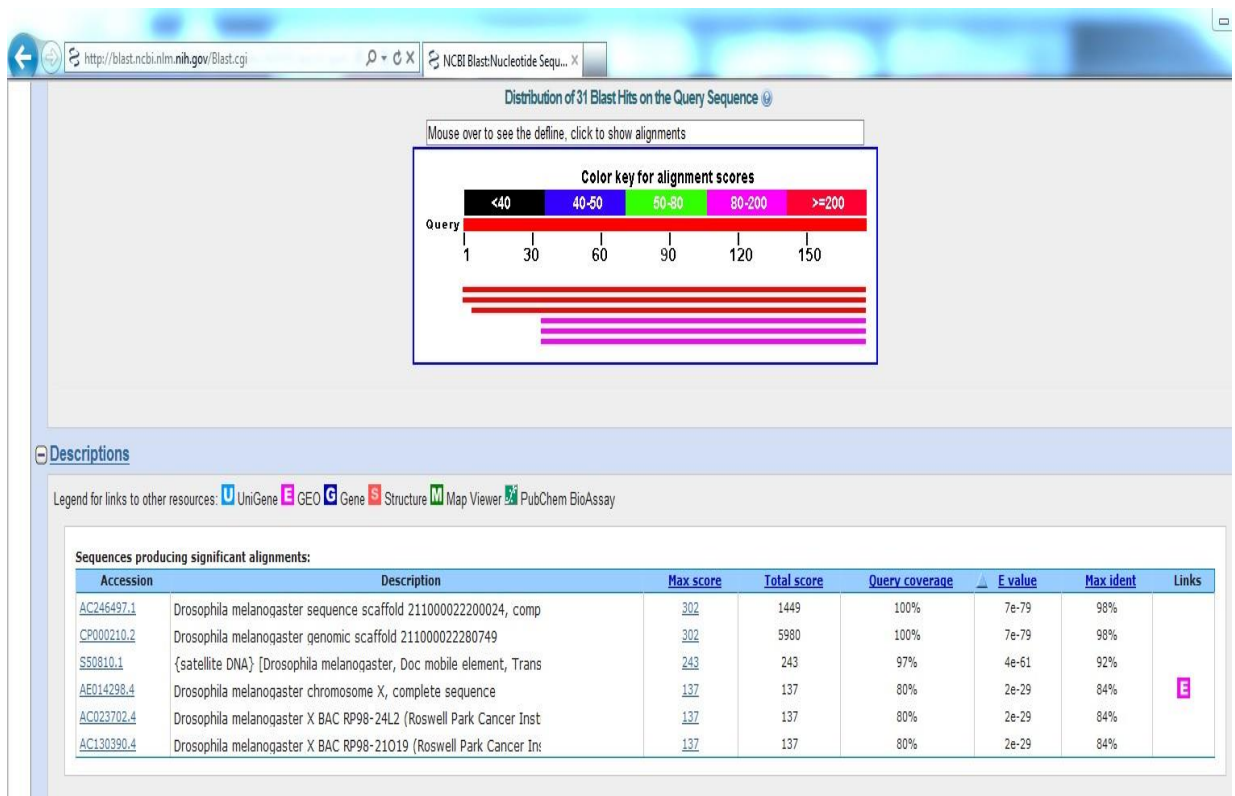 http://blast.ncbi.nlm.nih.gov/Blast.cgi
NCBI Blast:Nucleotide Sequ...
Distribution of 31 Blast Hits on the Query Sequence
Mouse over to see the defline, click to show alignments
Color key for alignment scores
<40 40-50 50-80 80-200 >=200
Query
1 30 60 90 120 150
Descriptions
Legend for links to other resources: U UniGene E GEO G Gene S Structure M Map Viewer PubChem BioAssay
Sequences producing significant alignments:
Accession Description Max score Total score Query coverage E value Max ident Links
AC246497.1 Drosophila melanogaster sequence scaffold 211000022200024, comp 302 1449 100% 7e-79 98%
CP000210.2 Drosophila melanogaster genomic scaffold 211000022280749 302 5980 100% 7e-79 98%
S50810.1 {satellite DNA} [Drosophila melanogaster, Doc mobile element, Trans 243 243 97% 4e-61 92%
AE014298.4 Drosophila melanogaster chromosome X, complete sequence 137 137 80% 2e-29 84% E
AC023702.4 Drosophila melanogaster X BAC RP98-24L2 (Roswell Park Cancer Inst 137 137 80% 2e-29 84%
AC130390.4 Drosophila melanogaster X BAC RP98-21O19 (Roswell Park Cancer Ins 137 137 80% 2e-29 84%